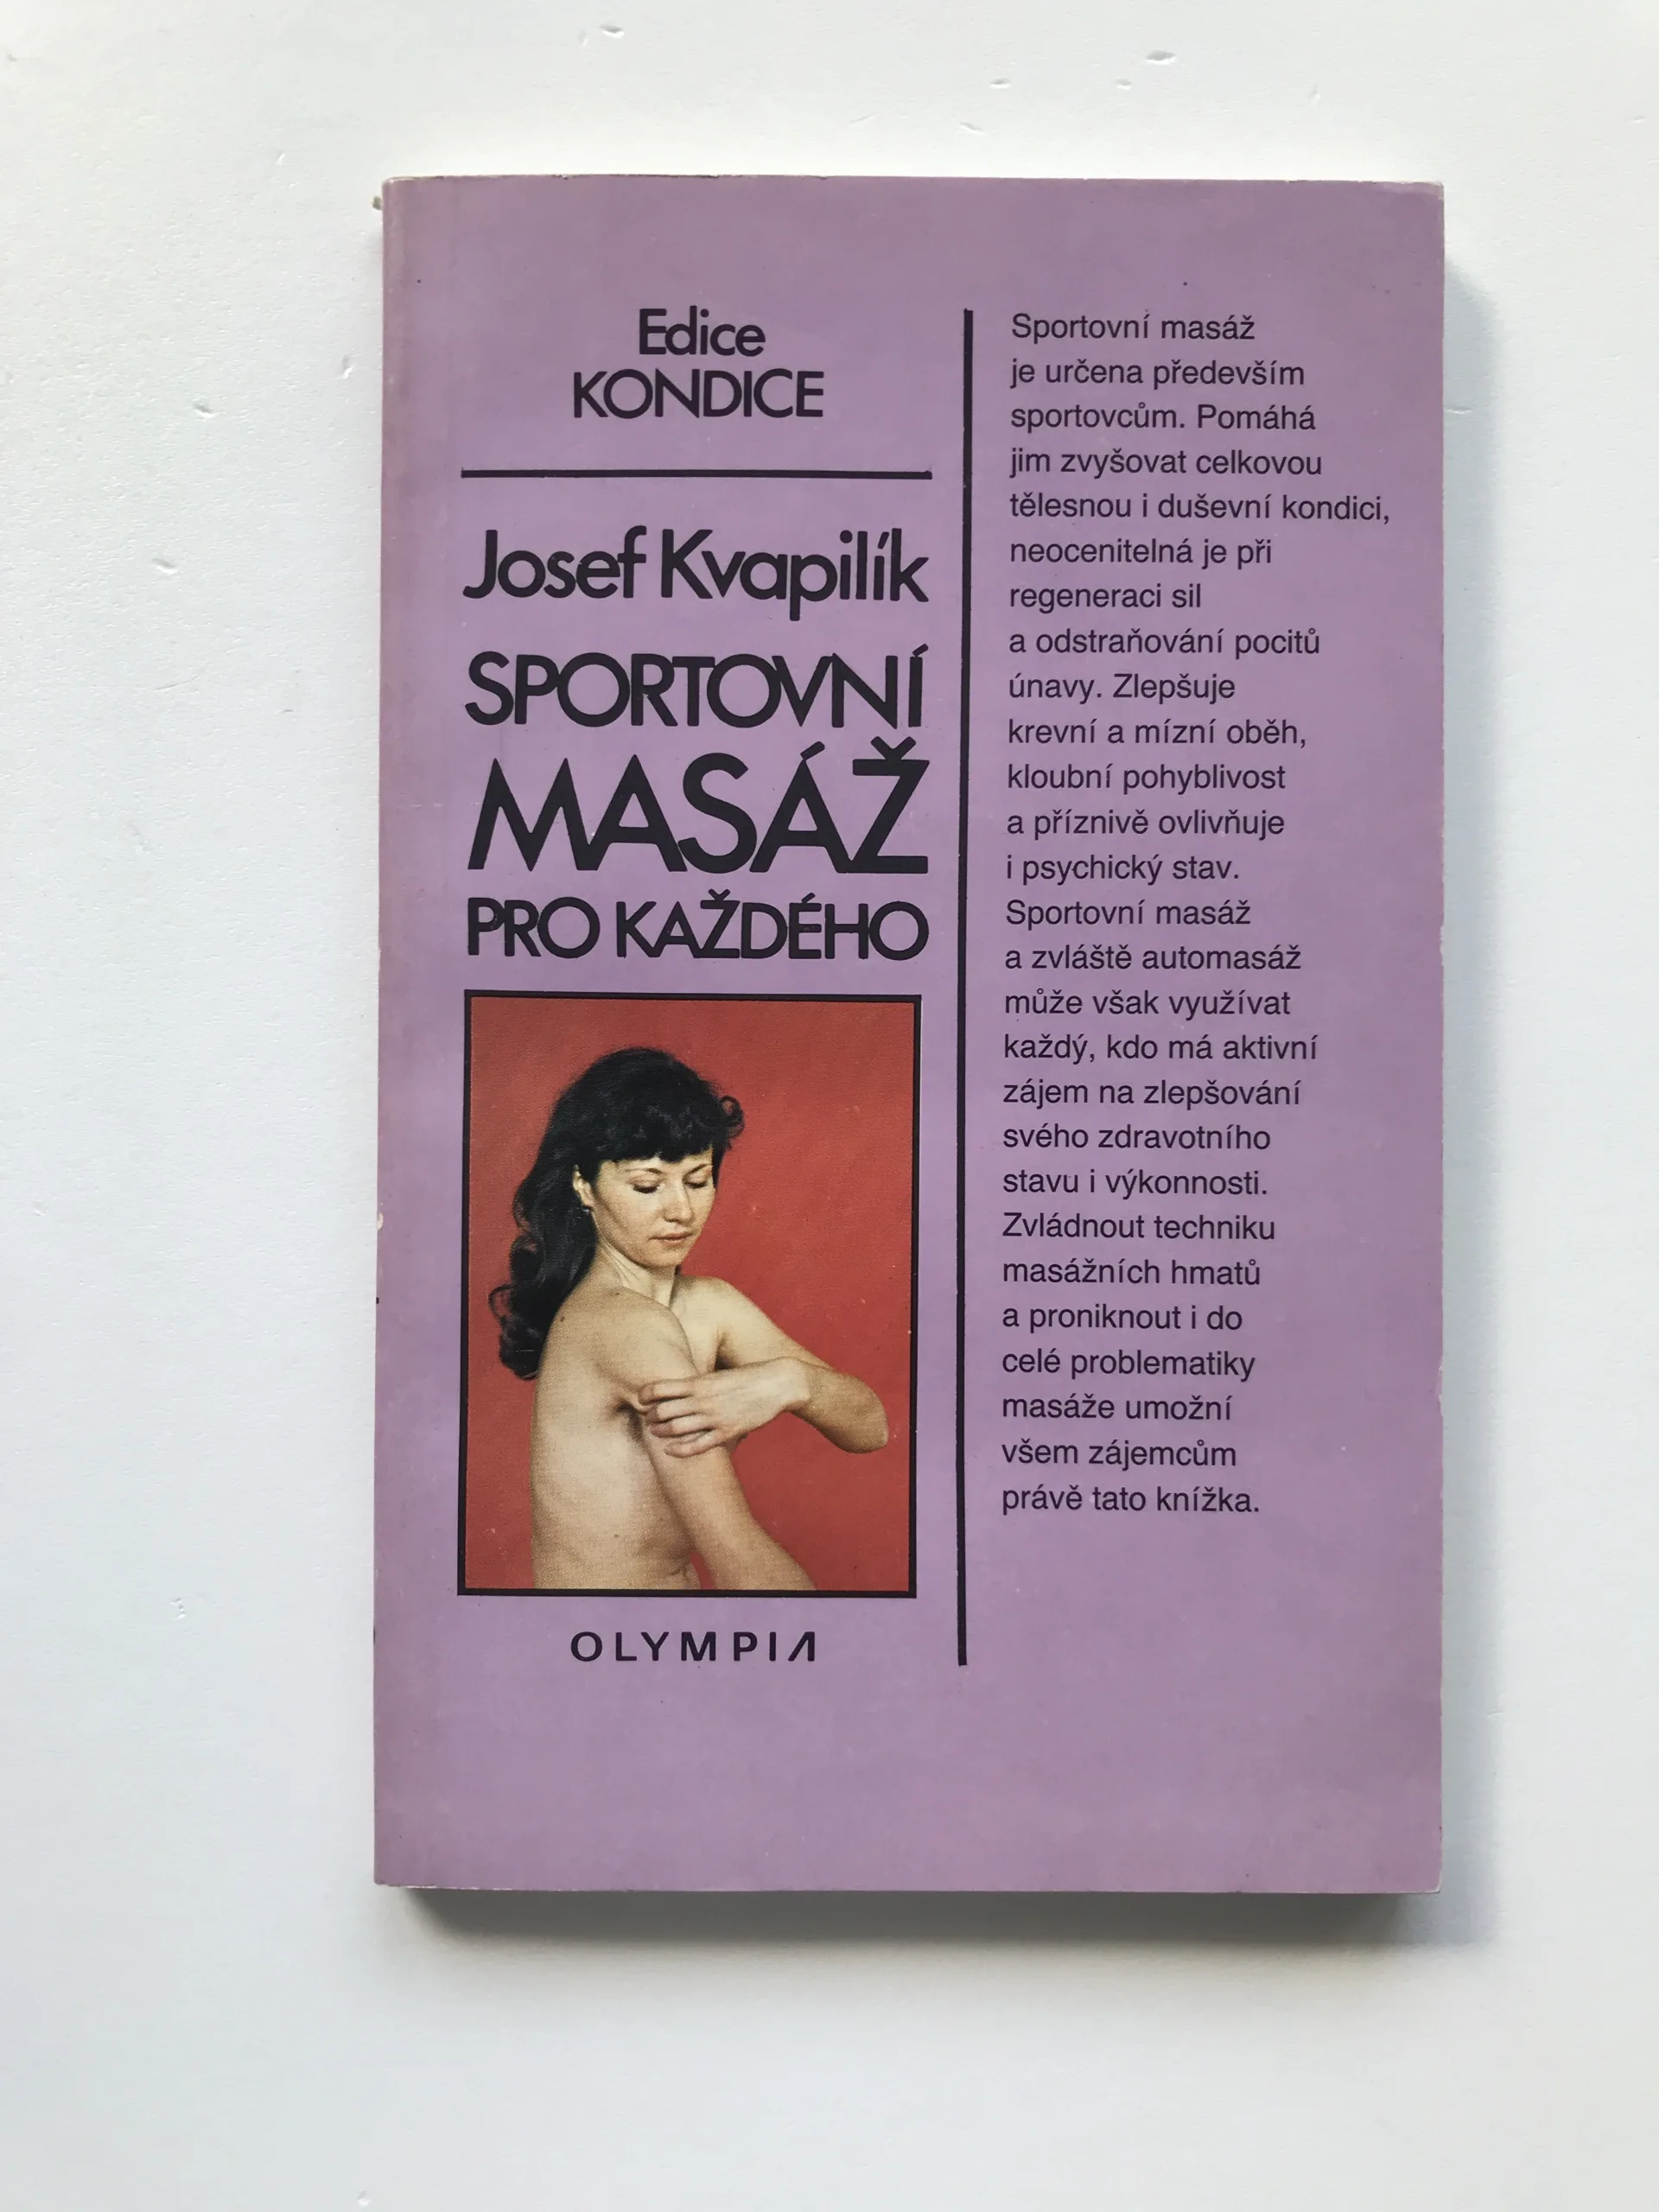 Edice
KONDICE
Josef Kvapilík
SPORTOVNÍ
MASÁŽ
PRO KAŽDÉHO
OLYMPIA
Sportovní masáž
je určena především
sportovcům. Pomáhá
jim zvyšovat celkovou
tělesnou i duševní kondici,
neocenitelná je při
regeneraci sil
a odstraňování pocitů
únavy. Zlepšuje
krevní a mízní oběh,
kloubní pohyblivost
a příznivě ovlivňuje
i psychický stav.
Sportovní masáž
a zvláště automasáž
může však využívat
každý, kdo má aktivní
zájem na zlepšování
svého zdravotního
stavu i výkonnosti.
Zvládnout techniku
masážních hmatů
a proniknout i do
celé problematiky
masáže umožní
všem zájemcům
právě tato knížka.